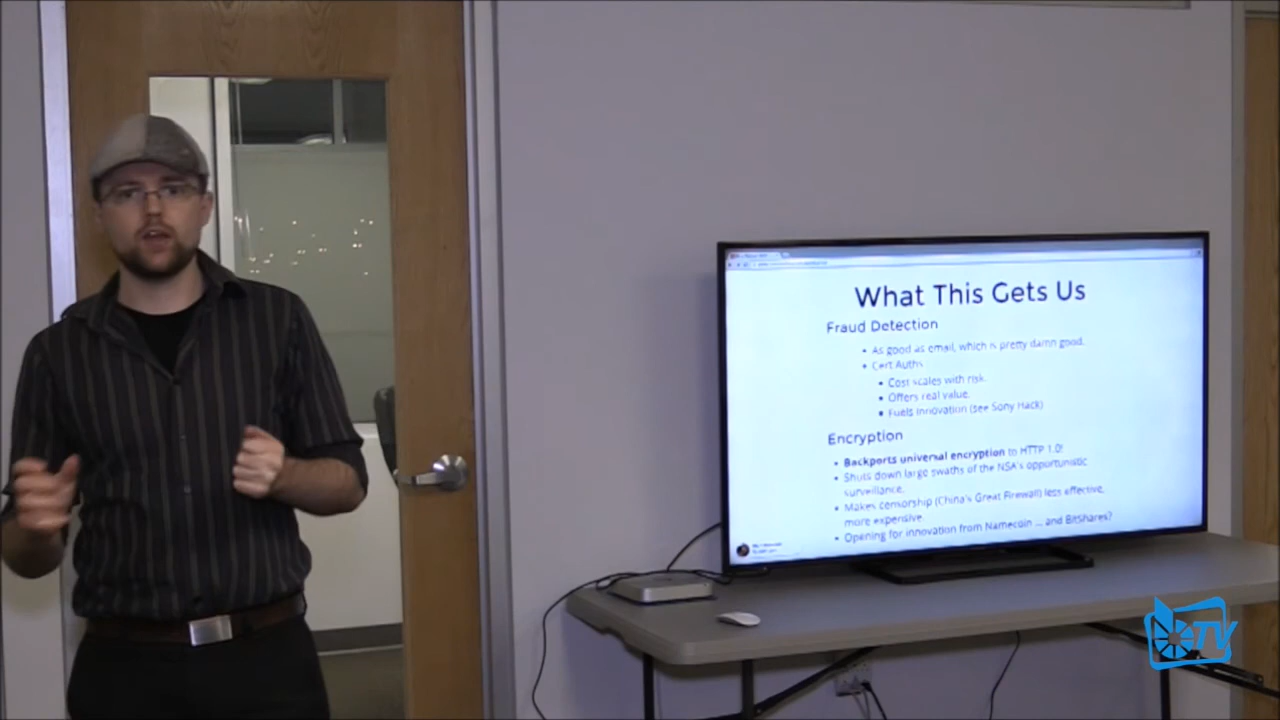 What This Gets Us
Fraud Detection
• As good as email, which is pretty damn good.
• Cert Auths
• Cost scales with risk.
• Offers real value.
• Fuels Innovation (see Sony Hack)
Encryption
• Backports universal encryption to HTTP 1.0!
• Shuts down large swaths of the NSA's opportunistic
surveillance.
• Makes censorship (China's Great Firewall) less effective,
more expensive
• Opening for innovation from Namecoin ... and BitShares?
TV